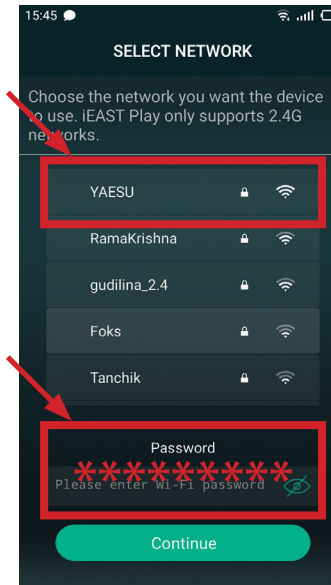 15:45
SELECT NETWORK
Choose the network you want the device
to use. iEAST Play only supports 2.4G
networks.
YAESU
RamaKrishna
gudilina_2.4
Foks
Tanchik
Password
**********
Please enter Wi-Fi password
Continue